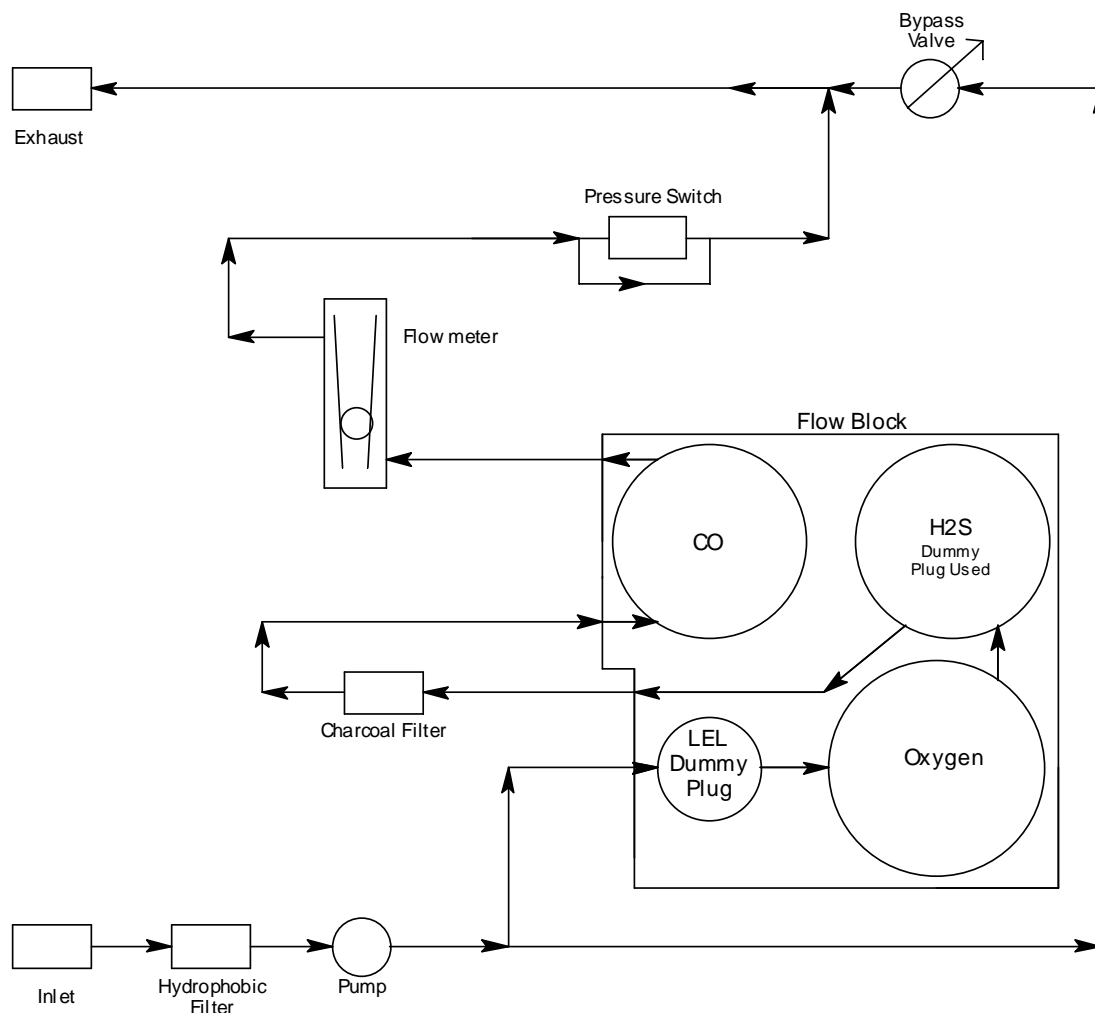 Bypass
Valve
Exhaust
Pressure Switch
Flow meter
Flow Block
CO
H2S
Dummy
Plug Used
Charcoal Filter
LEL
Dummy
Plug
Oxygen
Inlet
Hydrophobic
Filter
Pump